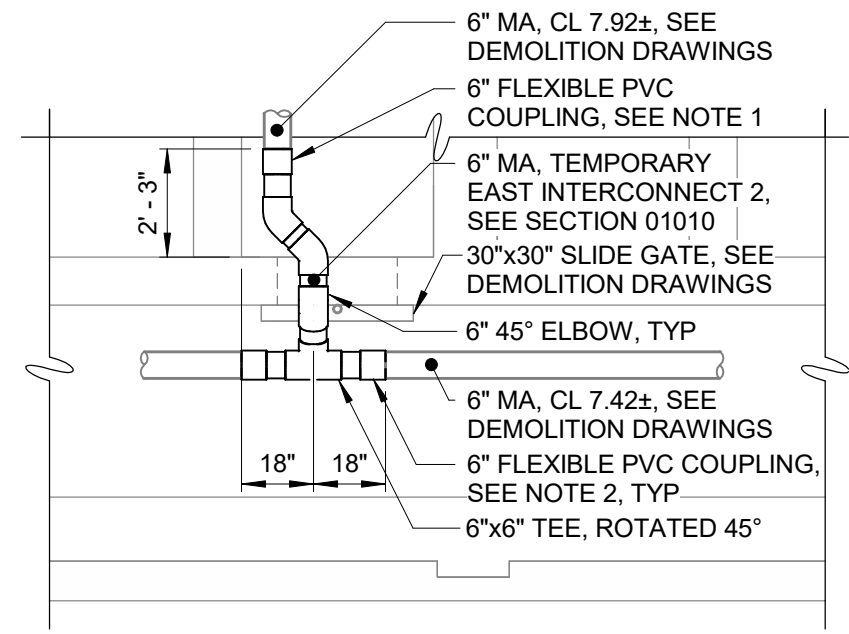 6" MA, CL 7.92±, SEE
DEMOLITION DRAWINGS
6" FLEXIBLE PVC
COUPLING, SEE NOTE 1
6" MA, TEMPORARY
EAST INTERCONNECT 2,
SEE SECTION 01010
30"x30" SLIDE GATE, SEE
DEMOLITION DRAWINGS
6" 45° ELBOW, TYP
6" MA, CL 7.42±, SEE
DEMOLITION DRAWINGS
6" FLEXIBLE PVC COUPLING,
SEE NOTE 2, TYP
6"x6" TEE, ROTATED 45°
2' - 3"
18" 18"